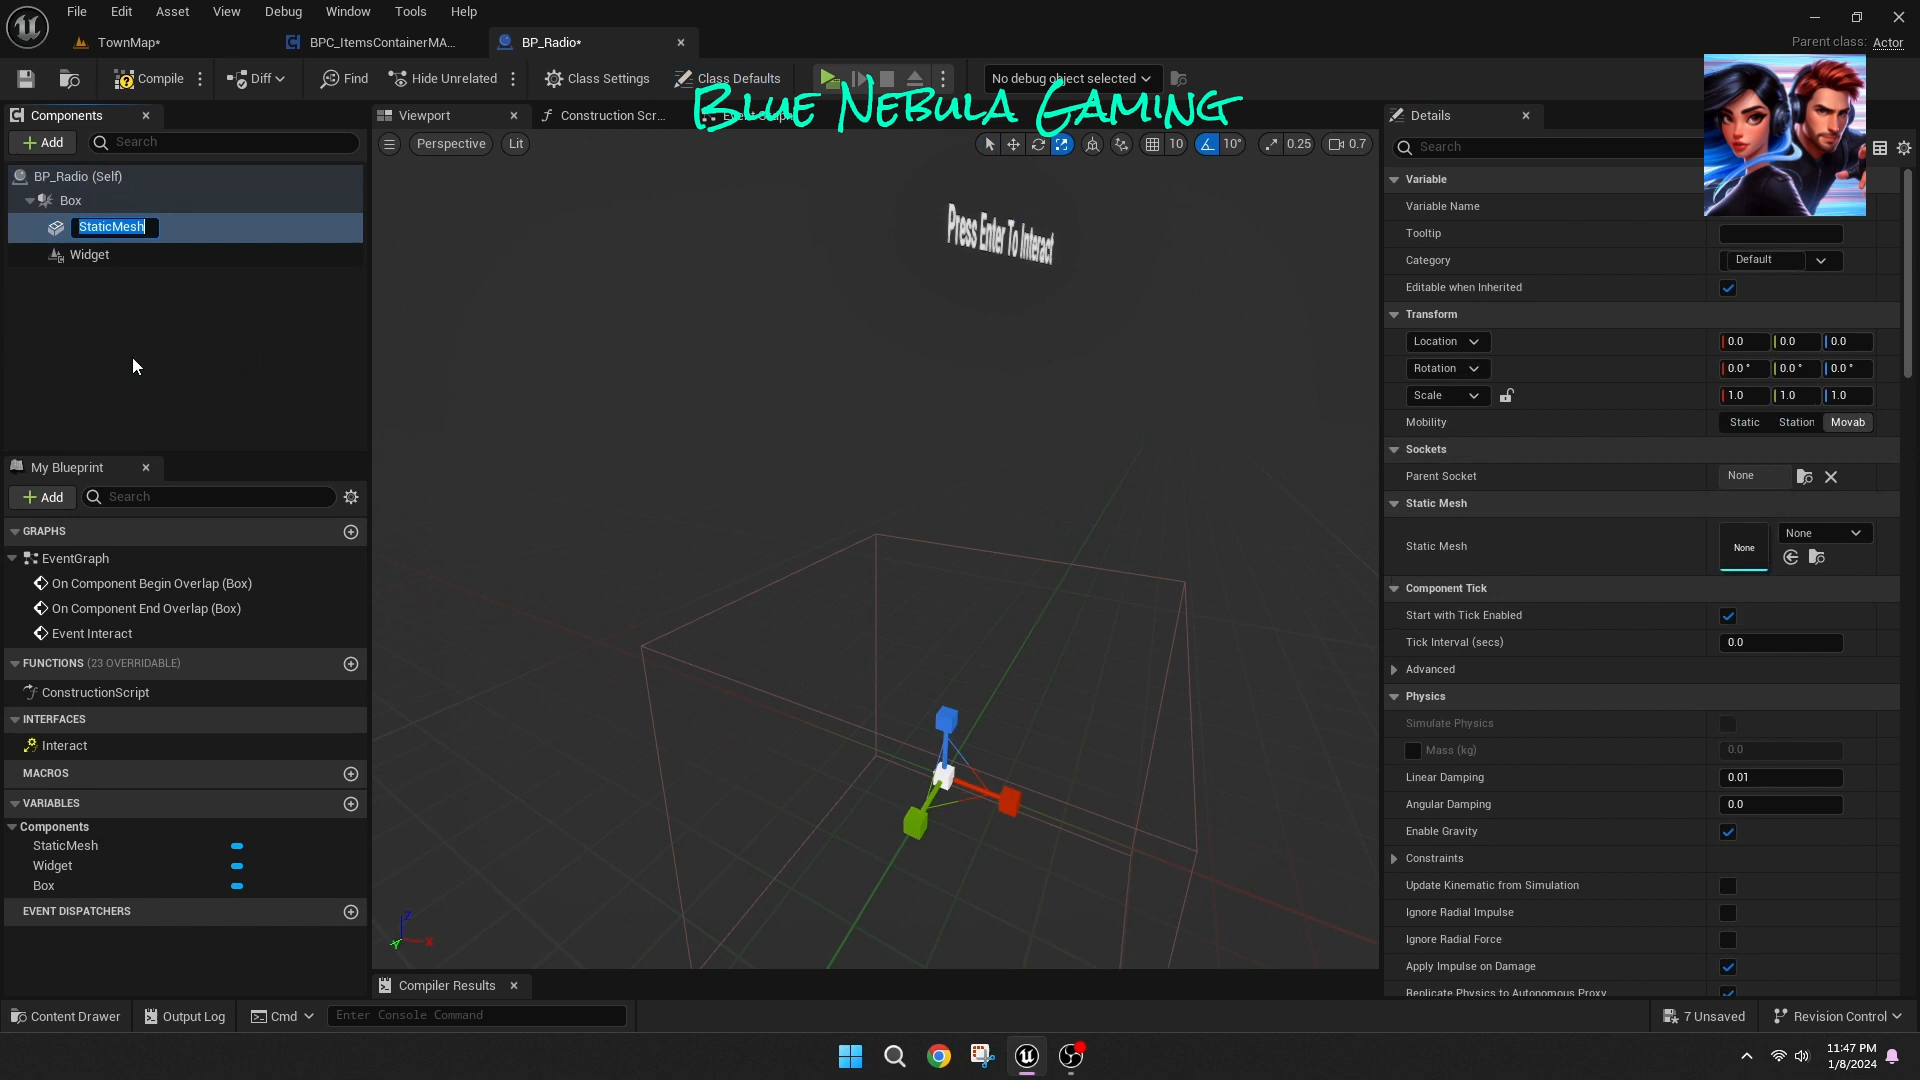 File Edit Asset View Debug Window Tools Help
TownMap* BPC_ItemsContainerMA... BP_Radio* Parent class: Actor
Compile Diff Find Hide Unrelated Class Settings Class Defaults No debug object selected
Blue Nebula Gaming
Components Viewport Construction Scr... Details
Add Search Perspective Lit 10 10° 0.25 0.7 Search
BP_Radio (Self)
Box
StaticMesh
Widget
Press Enter To Interact
My Blueprint
Add Search
GRAPHS
EventGraph
On Component Begin Overlap (Box)
On Component End Overlap (Box)
Event Interact
FUNCTIONS (23 OVERRIDABLE)
ConstructionScript
INTERFACES
Interact
MACROS
VARIABLES
Components
StaticMesh
Widget
Box
EVENT DISPATCHERS
Z
Y X
Compiler Results
Variable
Variable Name
Tooltip
Category Default
Editable when Inherited
Transform
Location 0.0 0.0 0.0
Rotation 0.0 ° 0.0 ° 0.0 °
Scale 1.0 1.0 1.0
Mobility Static Station Movab
Sockets
Parent Socket None
Static Mesh
Static Mesh None None
Component Tick
Start with Tick Enabled
Tick Interval (secs) 0.0
Advanced
Physics
Simulate Physics
Mass (kg) 0.0
Linear Damping 0.01
Angular Damping 0.0
Enable Gravity
Constraints
Update Kinematic from Simulation
Ignore Radial Impulse
Ignore Radial Force
Apply Impulse on Damage
Replicate Physics to Autonomous Proxy
Content Drawer Output Log Cmd Enter Console Command 7 Unsaved Revision Control
11:47 PM
1/8/2024